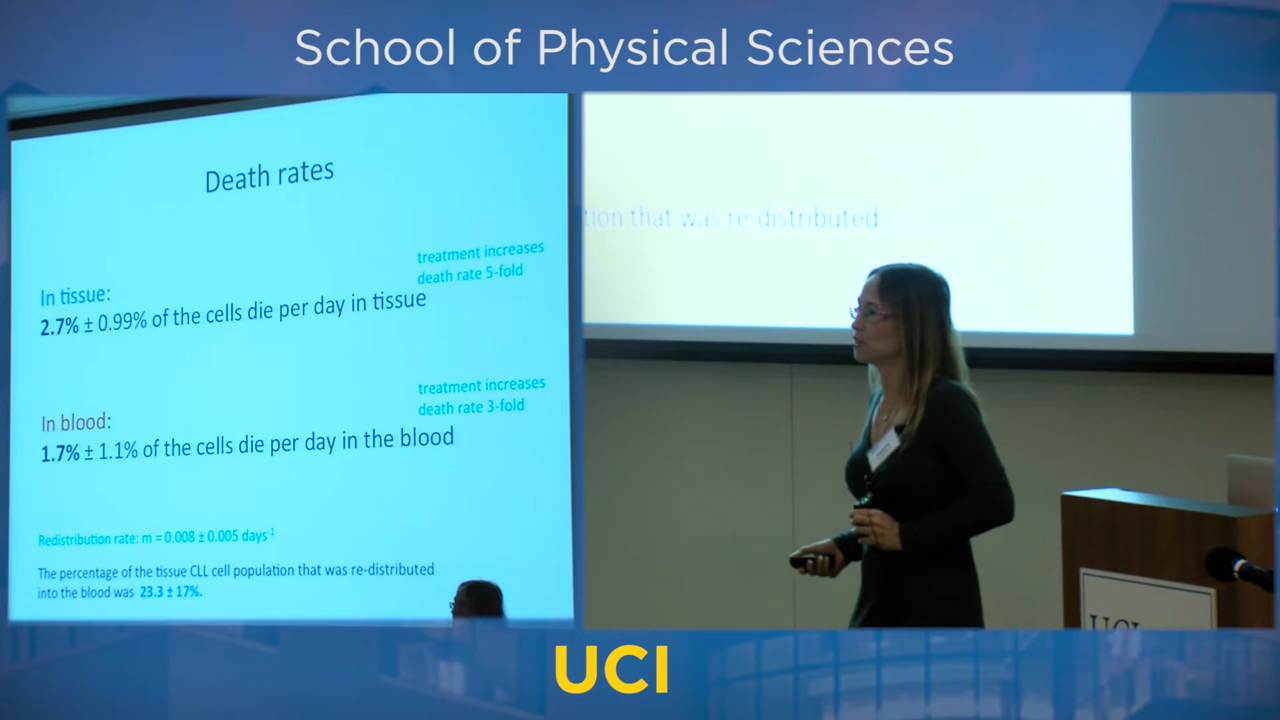 School of Physical Sciences
Death rates
treatment increases
death rate 5-fold
In tissue:
2.7% ± 0.99% of the cells die per day in tissue
treatment increases
death rate 3-fold
In blood:
1.7% ± 1.1% of the cells die per day in the blood
Redistribution rate: m = 0.008 ± 0.005 days⁻¹
The percentage of the tissue CLL cell population that was re-distributed
into the blood was 23.3 ± 17%.
tion that was re-distributed
UCI
UCI